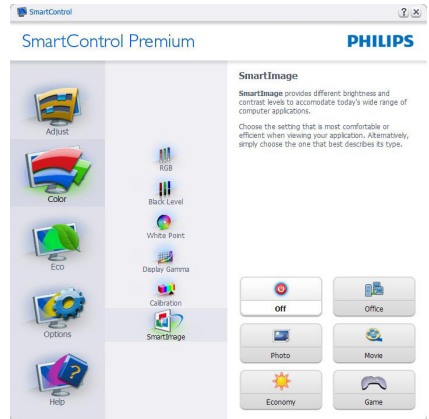 SmartControl
? x
SmartControl Premium
PHILIPS
Adjust
Color
Eco
Options
Help
RGB
Black Level
White Point
Display Gamma
Calibration
SmartImage
SmartImage
SmartImage provides different brightness and
contrast levels to accomodate today's wide range of
computer applications.
Choose the setting that is most comfortable or
efficient when viewing your application. Alternatively,
simply choose the one that best describes its type.
Off
Office
Photo
Movie
Economy
Game